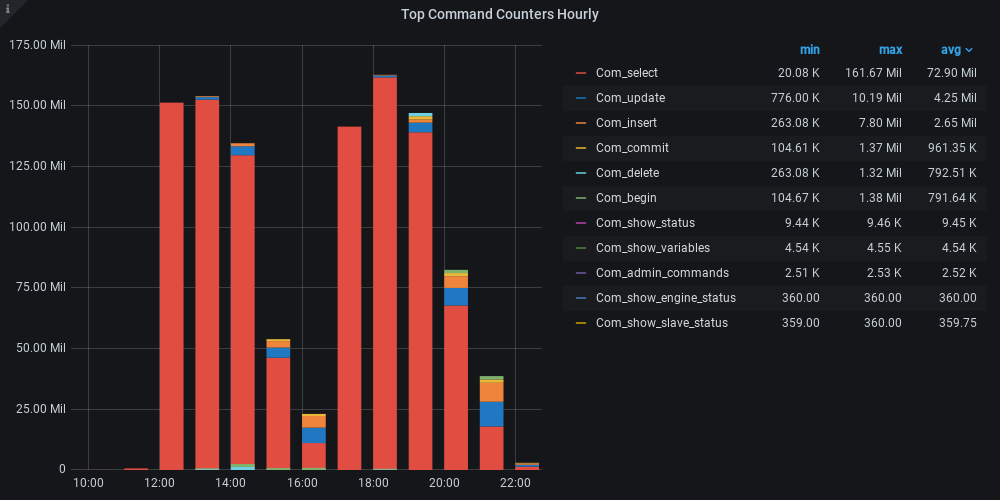 i
Top Command Counters Hourly
175.00 Mil
150.00 Mil
125.00 Mil
100.00 Mil
75.00 Mil
50.00 Mil
25.00 Mil
0
10:00 12:00 14:00 16:00 18:00 20:00 22:00
min max avg
Com_select 20.08 K 161.67 Mil 72.90 Mil
Com_update 776.00 K 10.19 Mil 4.25 Mil
Com_insert 263.08 K 7.80 Mil 2.65 Mil
Com_commit 104.61 K 1.37 Mil 961.35 K
Com_delete 263.08 K 1.32 Mil 792.51 K
Com_begin 104.67 K 1.38 Mil 791.64 K
Com_show_status 9.44 K 9.46 K 9.45 K
Com_show_variables 4.54 K 4.55 K 4.54 K
Com_admin_commands 2.51 K 2.53 K 2.52 K
Com_show_engine_status 360.00 360.00 360.00
Com_show_slave_status 359.00 360.00 359.75